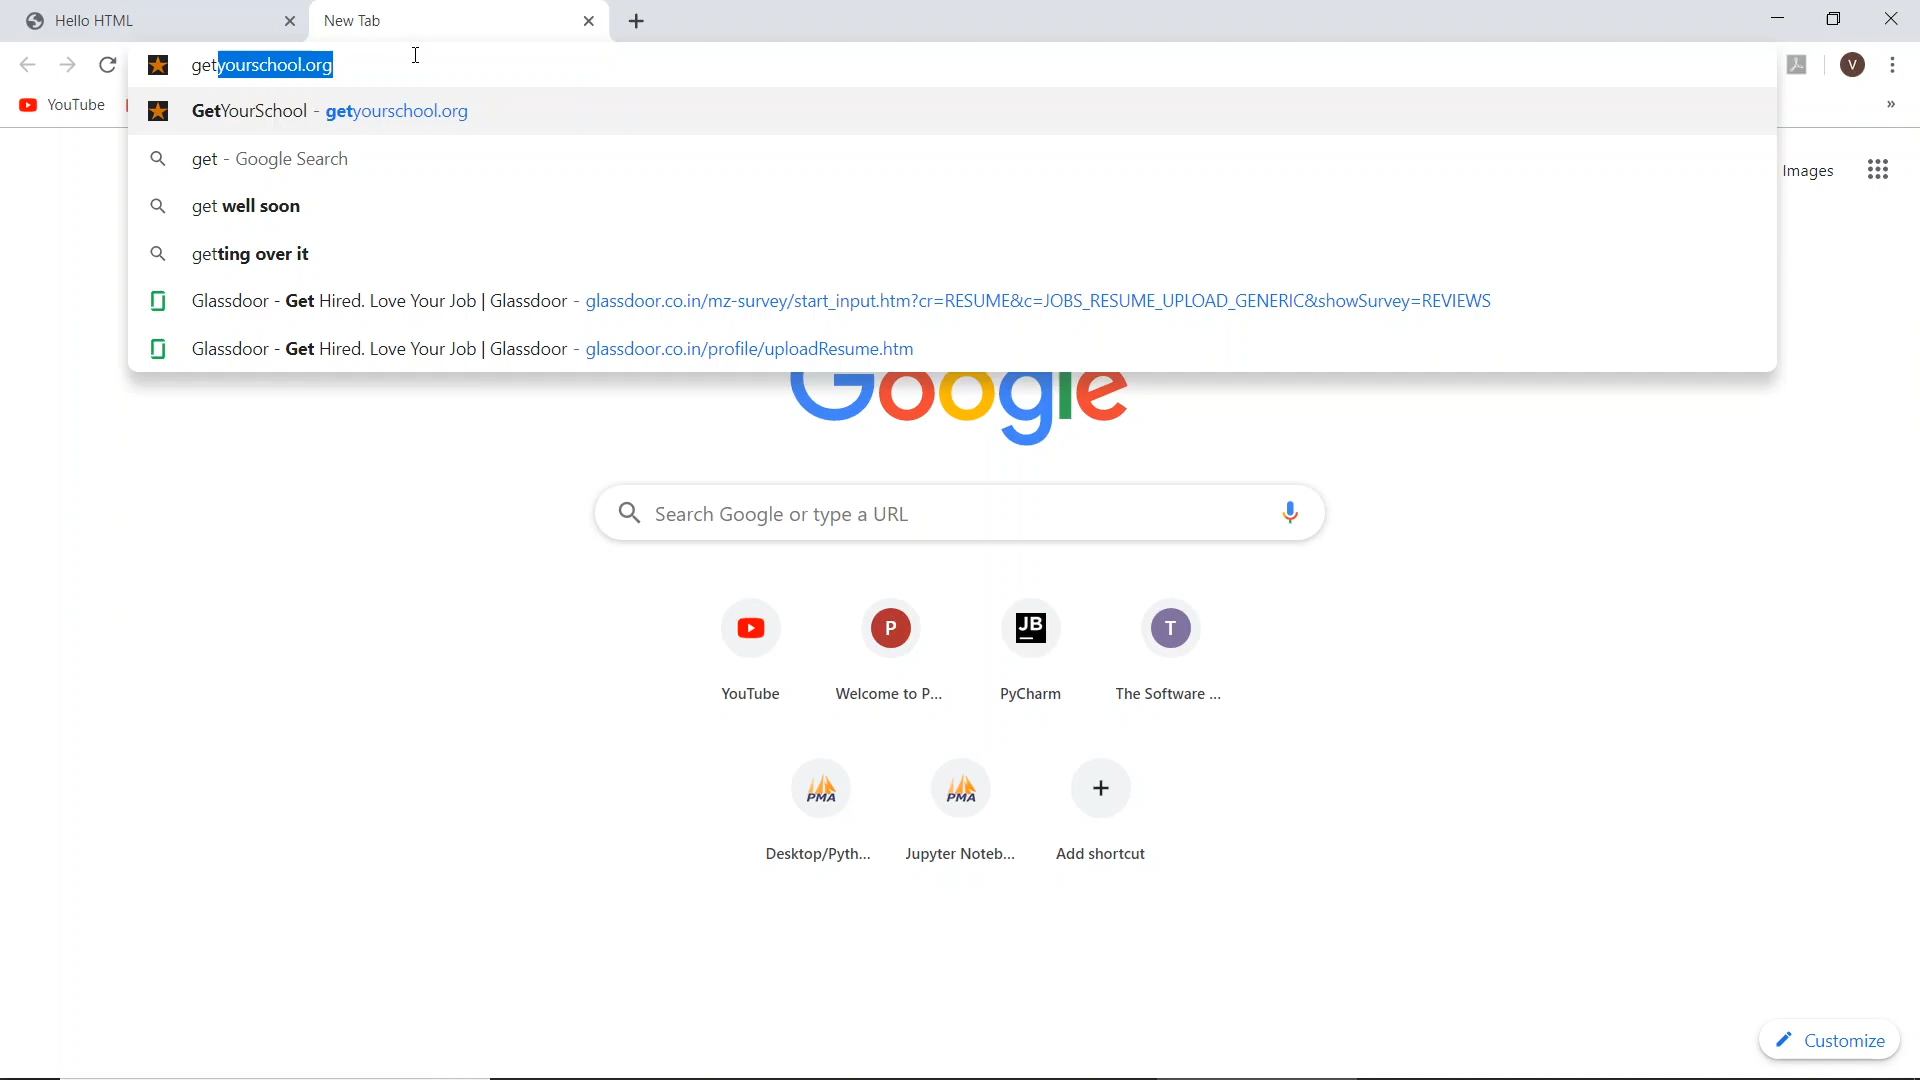 Hello HTML
New Tab
getyourschool.org
V
YouTube
»
GetYourSchool - getyourschool.org
get - Google Search
get well soon
getting over it
Glassdoor - Get Hired. Love Your Job | Glassdoor - glassdoor.co.in/mz-survey/start_input.htm?cr=RESUME&c=JOBS_RESUME_UPLOAD_GENERIC&showSurvey=REVIEWS
Glassdoor - Get Hired. Love Your Job | Glassdoor - glassdoor.co.in/profile/uploadResume.htm
Images
Google
Search Google or type a URL
P
JB
T
YouTube
Welcome to P...
PyCharm
The Software ...
PMA
PMA
Desktop/Pyth...
Jupyter Noteb...
Add shortcut
Customize